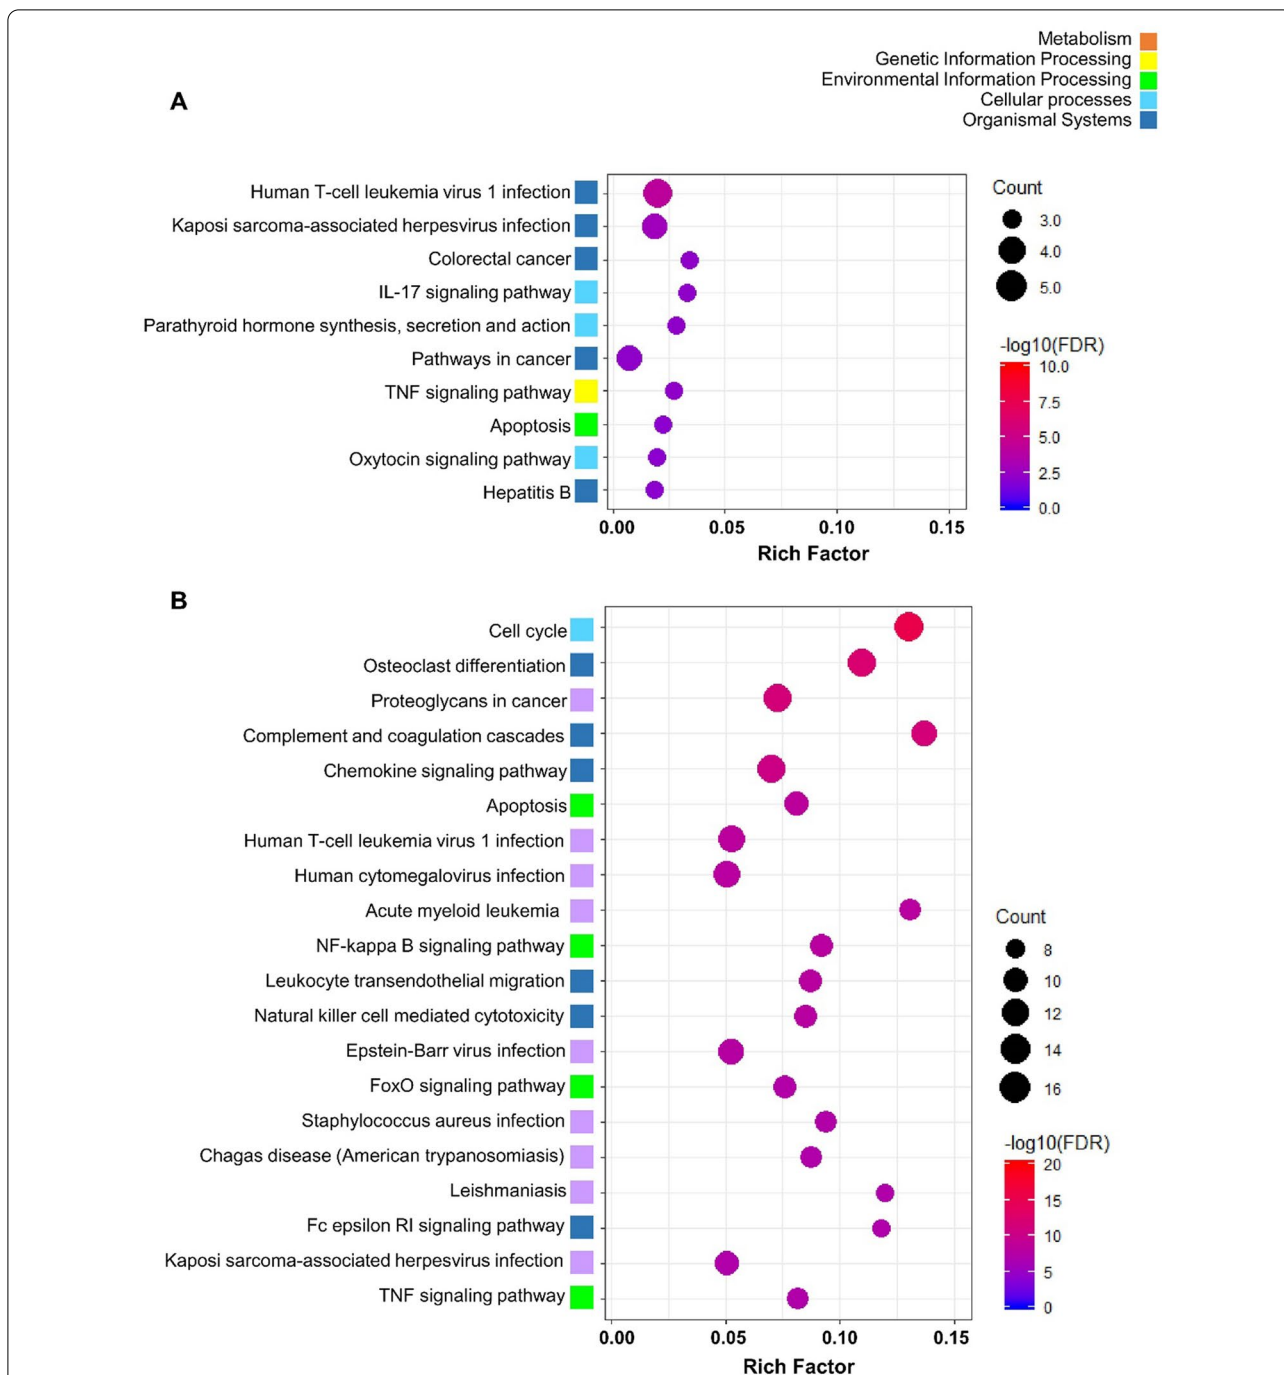 Metabolism
Genetic Information Processing
Environmental Information Processing
Cellular processes
Organismal Systems
A
Human T-cell leukemia virus 1 infection
Kaposi sarcoma-associated herpesvirus infection
Colorectal cancer
IL-17 signaling pathway
Parathyroid hormone synthesis, secretion and action
Pathways in cancer
TNF signaling pathway
Apoptosis
Oxytocin signaling pathway
Hepatitis B
0.00 0.05 0.10 0.15
Rich Factor
Count
3.0
4.0
5.0
-log10(FDR)
10.0
7.5
5.0
2.5
0.0
B
Cell cycle
Osteoclast differentiation
Proteoglycans in cancer
Complement and coagulation cascades
Chemokine signaling pathway
Apoptosis
Human T-cell leukemia virus 1 infection
Human cytomegalovirus infection
Acute myeloid leukemia
NF-kappa B signaling pathway
Leukocyte transendothelial migration
Natural killer cell mediated cytotoxicity
Epstein-Barr virus infection
FoxO signaling pathway
Staphylococcus aureus infection
Chagas disease (American trypanosomiasis)
Leishmaniasis
Fc epsilon RI signaling pathway
Kaposi sarcoma-associated herpesvirus infection
TNF signaling pathway
0.00 0.05 0.10 0.15
Rich Factor
Count
8
10
12
14
16
-log10(FDR)
20
15
10
5
0